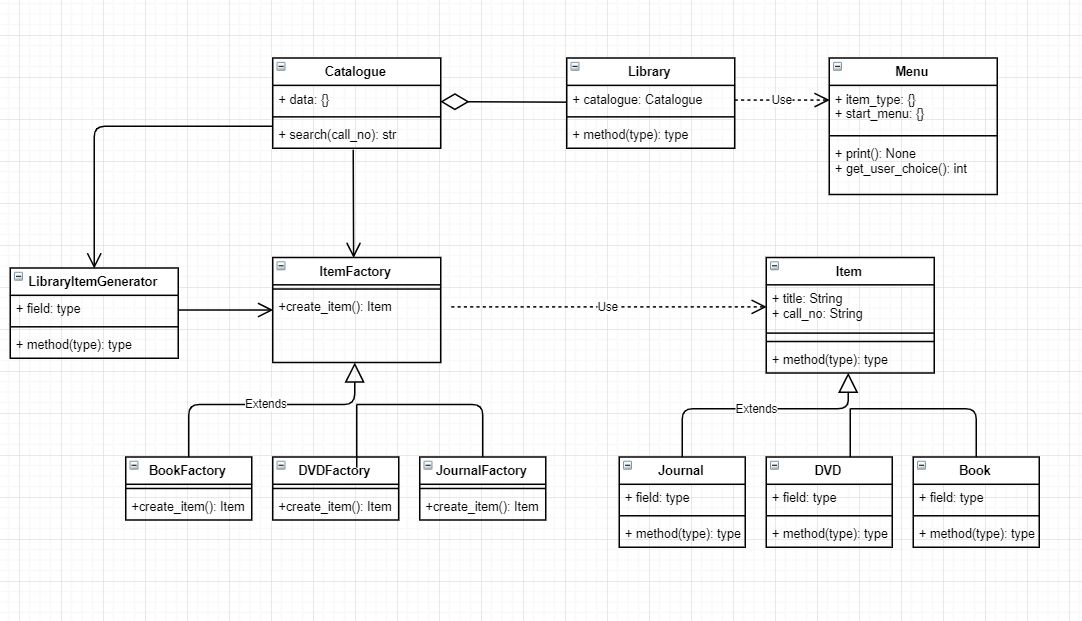 Catalogue
+ data: {}
+ search(call_no): str
Library
+ catalogue: Catalogue
+ method(type): type
Use
Menu
+ item_type: {}
+ start_menu: {}
+ print(): None
+ get_user_choice(): int
LibraryItemGenerator
+ field: type
+ method(type): type
ItemFactory
+create_item(): Item
Use
Item
+ title: String
+ call_no: String
+ method(type): type
Extends
Extends
BookFactory
+create_item(): Item
DVDFactory
+create_item(): Item
JournalFactory
+create_item(): Item
Journal
+ field: type
+ method(type): type
DVD
+ field: type
+ method(type): type
Book
+ field: type
+ method(type): type